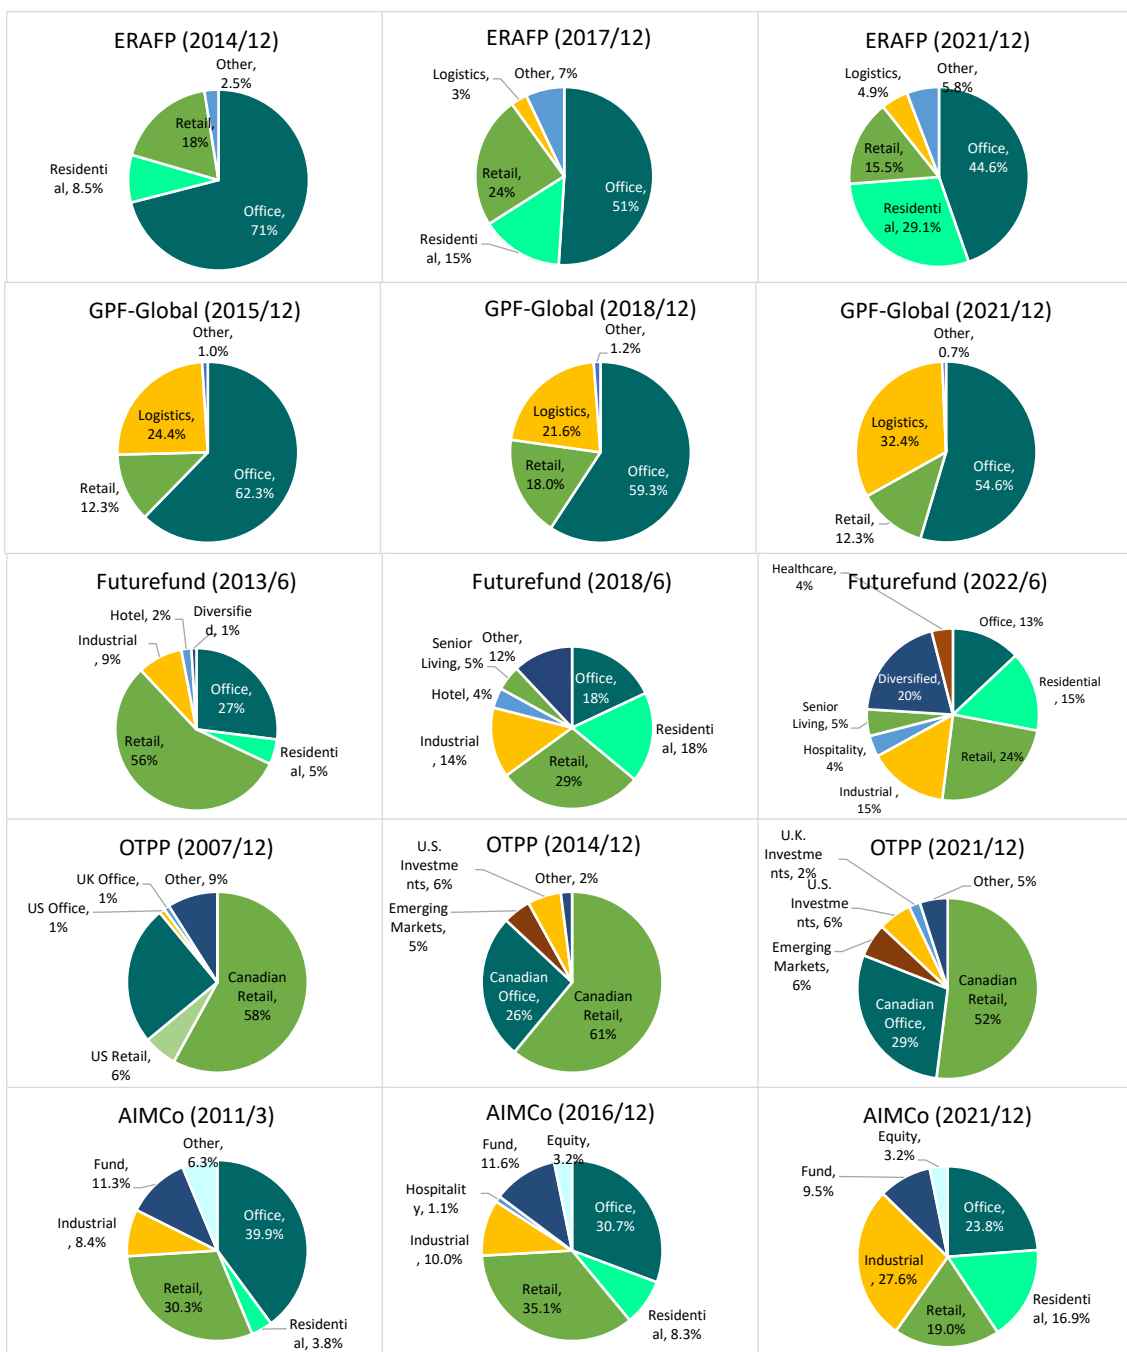 ERAFP (2014/12)
Other,
2.5%
Retail,
18%
Residenti
al, 8.5%
Office,
71%
ERAFP (2017/12)
Logistics,
3%
Other, 7%
Retail,
24%
Office,
51%
Residenti
al, 15%
ERAFP (2021/12)
Logistics,
4.9%
Other,
5.8%
Retail,
15.5%
Office,
44.6%
Residenti
al, 29.1%
GPF-Global (2015/12)
Other,
1.0%
Logistics,
24.4%
Office,
62.3%
Retail,
12.3%
GPF-Global (2018/12)
Other,
1.2%
Logistics,
21.6%
Retail,
18.0%
Office,
59.3%
GPF-Global (2021/12)
Other,
0.7%
Logistics,
32.4%
Office,
54.6%
Retail,
12.3%
Futurefund (2013/6)
Hotel, 2%
Diversifie
d, 1%
Industrial
, 9%
Office,
27%
Retail,
56%
Residenti
al, 5%
Futurefund (2018/6)
Senior
Living, 5%
Other,
12%
Office,
18%
Hotel, 4%
Industrial
, 14%
Residenti
al, 18%
Retail,
29%
Futurefund (2022/6)
Healthcare,
4%
Office, 13%
Diversified,
20%
Residential
, 15%
Senior
Living, 5%
Hospitality,
4%
Retail, 24%
Industrial ,
15%
OTPP (2007/12)
UK Office,
1%
Other, 9%
US Office,
1%
Canadian
Retail,
58%
US Retail,
6%
OTPP (2014/12)
U.S.
Investme
nts, 6%
Other, 2%
Emerging
Markets,
5%
Canadian
Office,
26%
Canadian
Retail,
61%
OTPP (2021/12)
U.K.
Investme
nts, 2%
U.S.
Investme
nts, 6%
Other, 5%
Emerging
Markets,
6%
Canadian
Retail,
52%
Canadian
Office,
29%
AIMCo (2011/3)
Other,
6.3%
Fund,
11.3%
Office,
39.9%
Industrial
, 8.4%
Retail,
30.3%
Residenti
al, 3.8%
AIMCo (2016/12)
Fund,
11.6%
Equity,
3.2%
Hospitalit
y, 1.1%
Office,
30.7%
Industrial
, 10.0%
Retail,
35.1%
Residenti
al, 8.3%
AIMCo (2021/12)
Equity,
3.2%
Fund,
9.5%
Office,
23.8%
Industrial
, 27.6%
Residenti
al, 16.9%
Retail,
19.0%